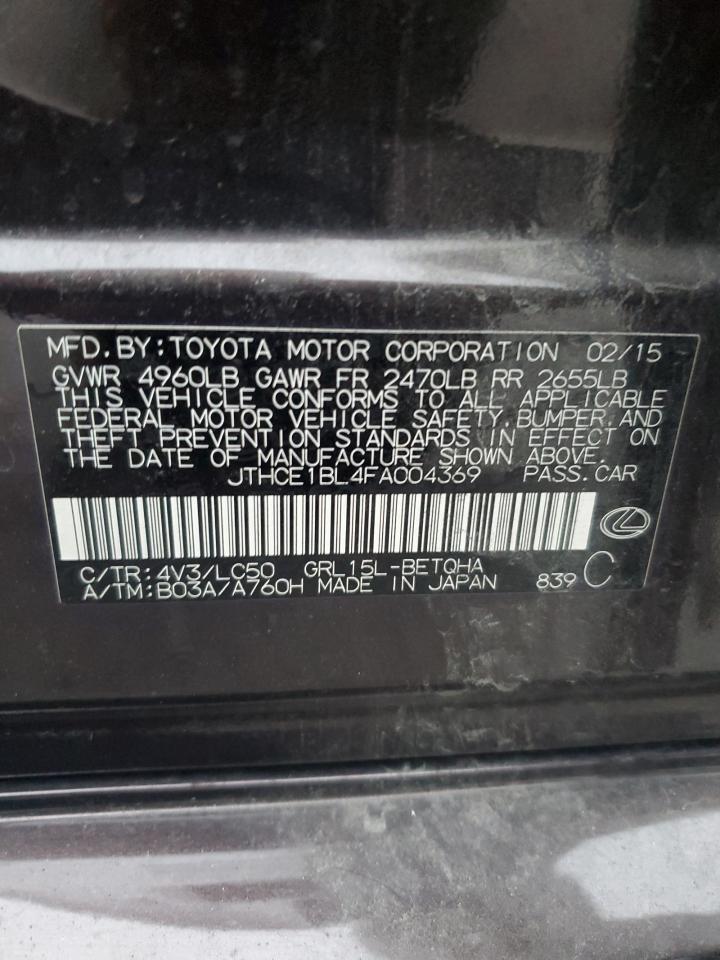 MFD.BY:TOYOTA MOTOR CORPORATION 02/15
GVWR 4960LB GAWR FR 2470LB RR 2655LB
THIS VEHICLE CONFORMS TO ALL APPLICABLE
FEDERAL MOTOR VEHICLE SAFETY,BUMPER,AND
THEFT PREVENTION STANDARDS IN EFFECT ON
THE DATE OF MANUFACTURE SHOWN ABOVE.
JTHCE1BL4FA004369 PASS.CAR
C/TR:4V3/LC50 GRL15L-BETQHA
A/TM:B03A/A760H MADE IN JAPAN 839 C